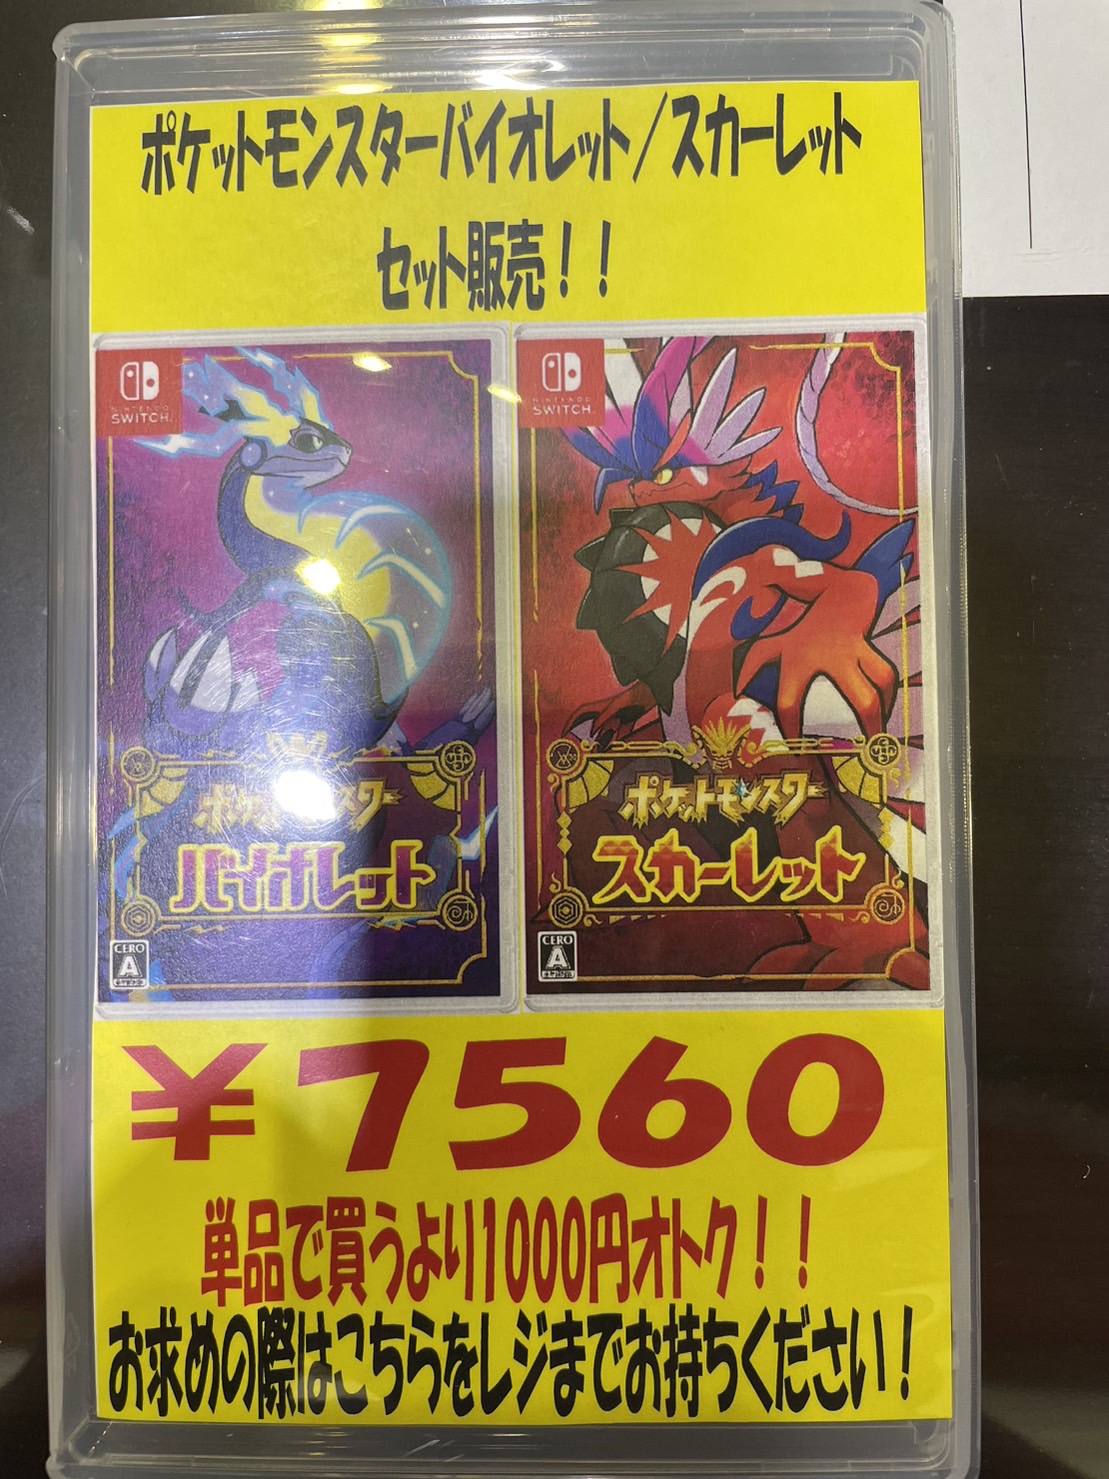 ポケットモンスターバイオレット/スカーレット
セット販売!!
NINTENDO
SWITCH.
ポケットモンスター
バイオレット
CERO
A
NINTENDO
SWITCH.
ポケットモンスター
スカーレット
CERO
A
¥7560
単品で買うより1000円オトク!!
お求めの際はこちらをレジまでお持ちください!